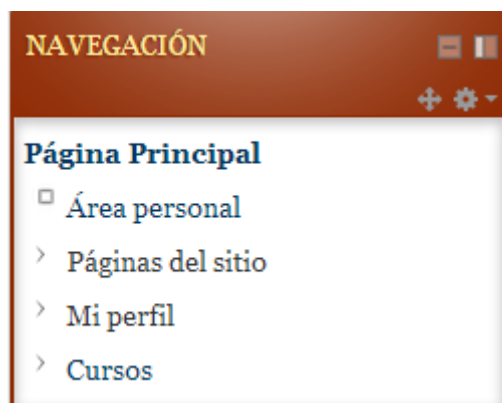 NAVEGACIÓN
Página Principal
Área personal
Páginas del sitio
Mi perfil
Cursos